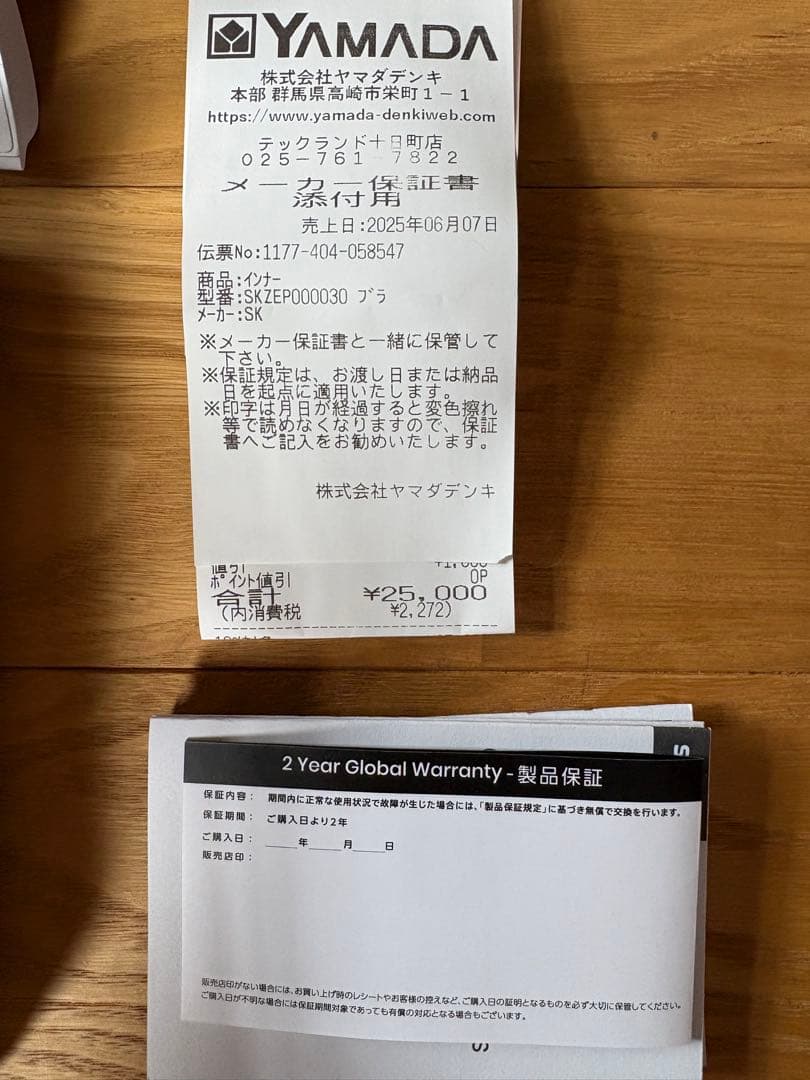 YAMADA
株式会社ヤマダデンキ
本部 群馬県高崎市栄町1-1
https://www.yamada-denkiweb.com
テックランド十日町店
025-761-7822
メーカー保証書
添付用
売上日:2025年06月07日
伝票No:1177-404-058547
商品:インナー
型番:SKZEP000030 ブラ
メーカー:SK
※メーカー保証書と一緒に保管して
下さい。
※保証規定は、お渡し日または納品
日を起点に適用いたします。
※印字は月日が経過すると変色擦れ
等で読めなくなりますので、保証
書へご記入をお勧めいたします。
株式会社ヤマダデンキ
値引
ポイント値引 0P
合計 ¥25,000
(内消費税 ¥2,272)
S
2 Year Global Warranty - 製品保証
保証内容: 期間内に正常な使用状況で故障が生じた場合には、「製品保証規定」に基づき無償で交換を行います。
保証期間: ご購入日より2年
ご購入日: ____年____月____日
販売店印:
販売店印がない場合には、お買い上げ時のレシートやお客様の控えなど、ご購入日の証明となるものを必ず大切に保管してください。
ご購入日が不明な場合には保証期間対象であっても有償の対応となる場合もございます。
S